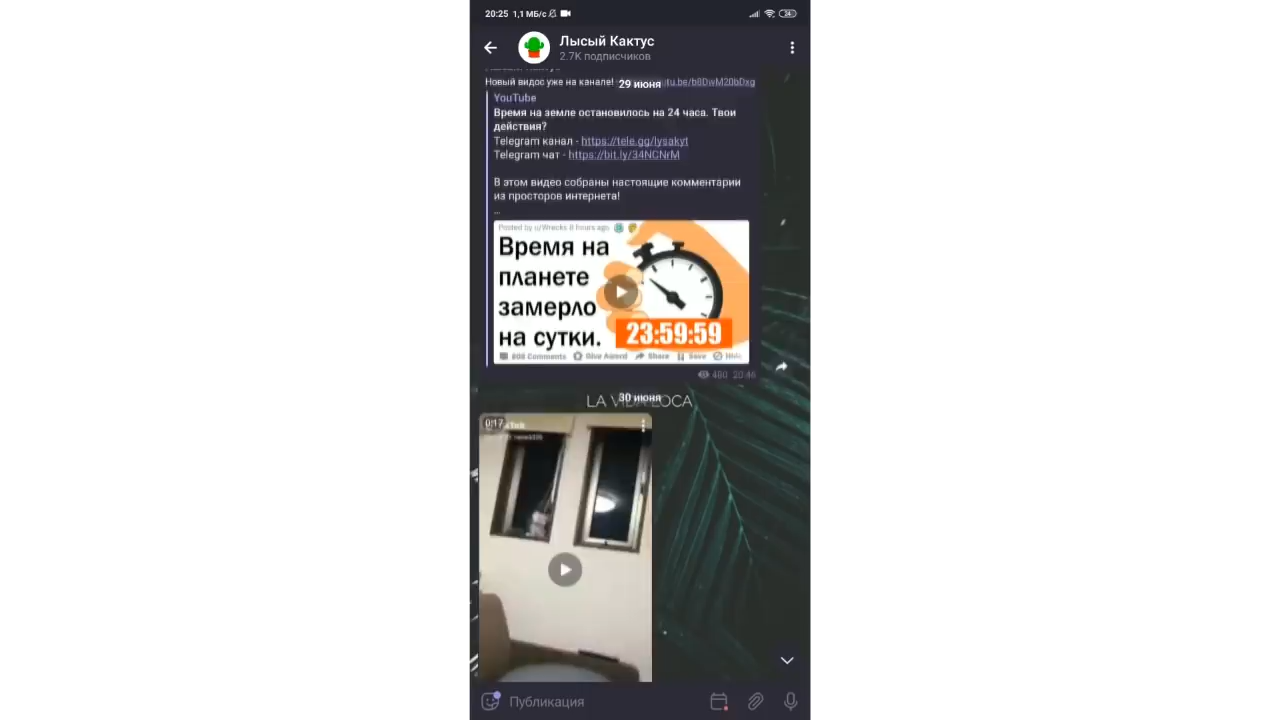 20:25 1,1 МБ/с
24
Лысый Кактус
2.7K подписчиков
Новый видос уже на канале!
29 июня
YouTube
Время на земле остановилось на 24 часа. Твои
действия?
Telegram канал - https://tele.gg/lysakyt
Telegram чат - https://bit.ly/34NCNrM
В этом видео собраны настоящие комментарии
из просторов интернета!
...
Posted by u/Wrecks 8 hours ago
Время на
планете
замерло
на сутки.
23:59:59
608 Comments Give Award Share Save Hide
480 20:46
30 июня
LA VIDA LOCA
0:17
Публикация